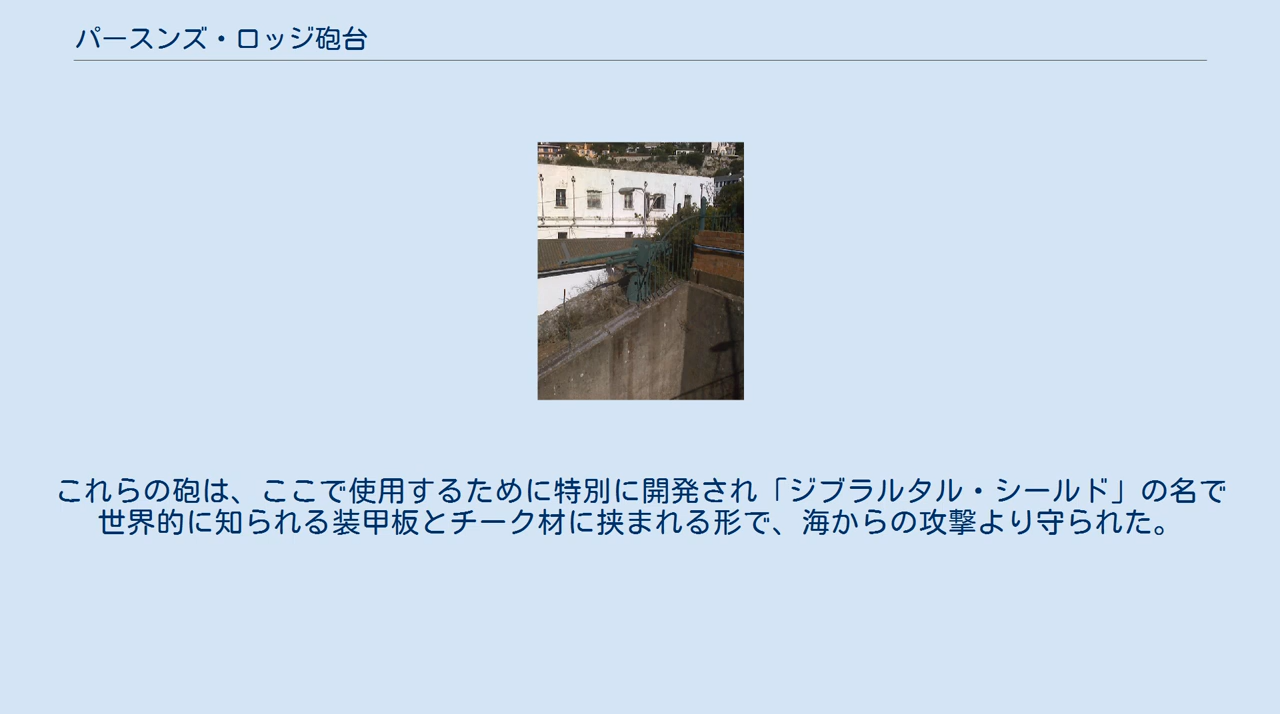 パースンズ・ロッジ砲台
これらの砲は、ここで使用するために特別に開発され「ジブラルタル・シールド」の名で
世界的に知られる装甲板とチーク材に挟まれる形で、海からの攻撃より守られた。